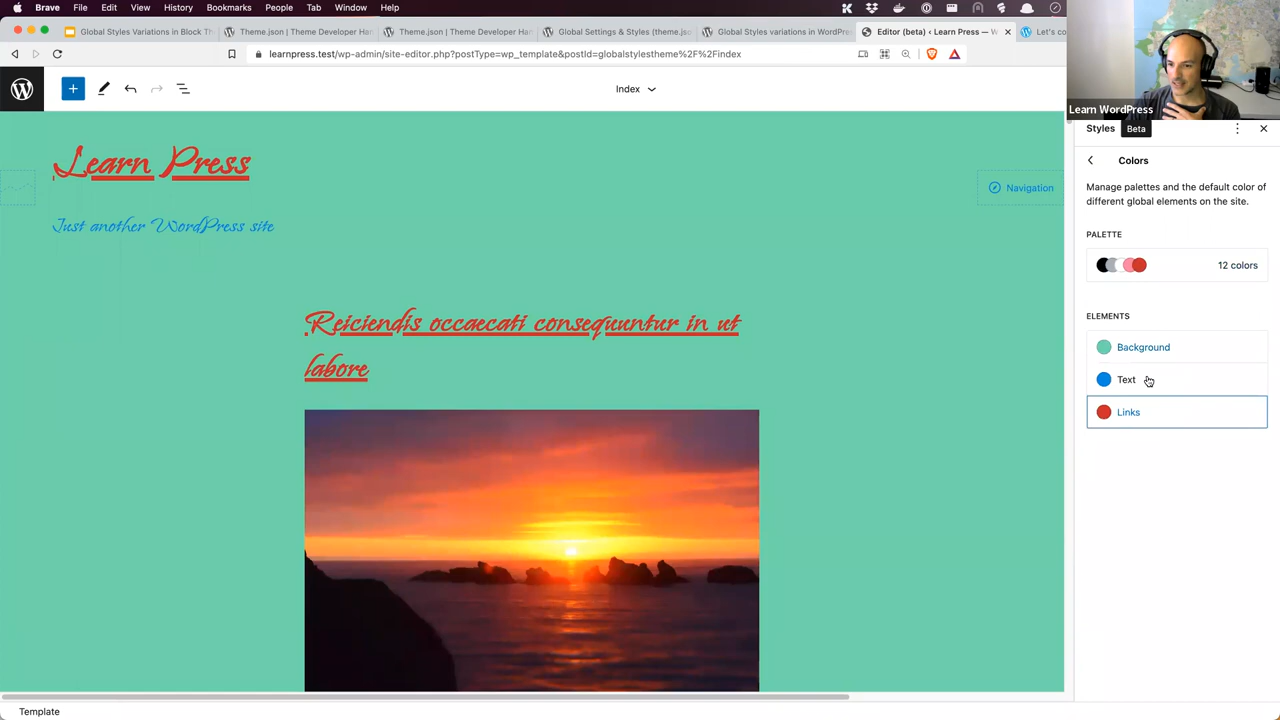 Brave File Edit View History Bookmarks People Tab Window Help
Global Styles Variations in Block Th
Theme.json | Theme Developer Han
Theme.json | Theme Developer Han
Global Settings & Styles (theme.jso
Global Styles variations in WordPres
Editor (beta) ‹ Learn Press — W
Let's co
learnpress.test/wp-admin/site-editor.php?postType=wp_template&postId=globalstylestheme%2F%2Findex
Index
Learn WordPress
Styles Beta
Colors
Manage palettes and the default color of
different global elements on the site.
PALETTE
12 colors
ELEMENTS
Background
Text
Links
Learn Press
Navigation
Just another WordPress site
Reiciendis occaecati consequuntur in ut
labore
Template